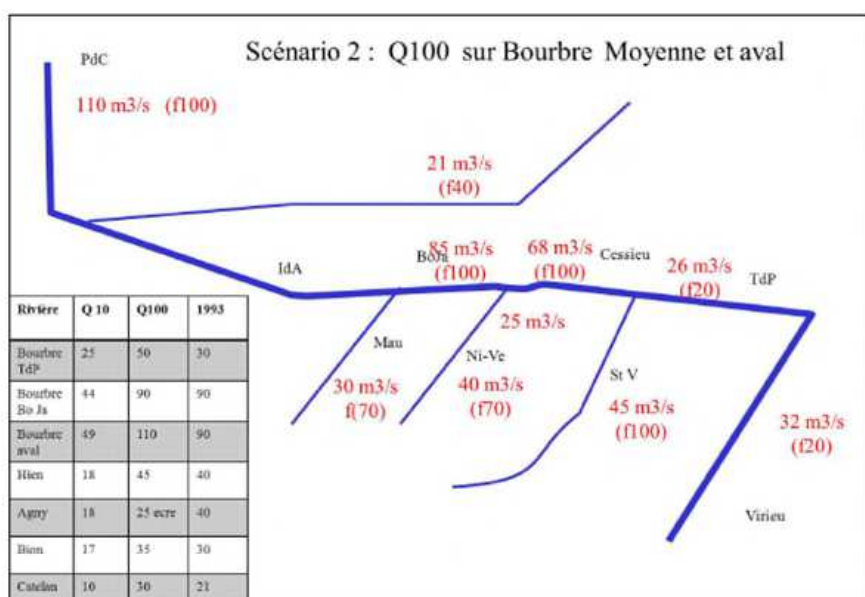 Scénario 2 : Q100 sur Bourbre Moyenne et aval
PdC
110 m3/s (f100)
21 m3/s
(f40)
IdA
BoJa
85 m3/s
(f100)
68 m3/s
(f100)
Cessieu
26 m3/s
(f20)
TdP
25 m3/s
Mau
30 m3/s
f(70)
Ni-Ve
40 m3/s
(f70)
St V
45 m3/s
(f100)
32 m3/s
(f20)
Virieu
Rivière Q 10 Q100 1993
Bourbre TdP 25 50 30
Bourbre Bo Ja 44 90 90
Bourbre aval 49 110 90
Hien 18 45 40
Agny 18 25 ecre 40
Bion 17 35 30
Catelan 10 30 21